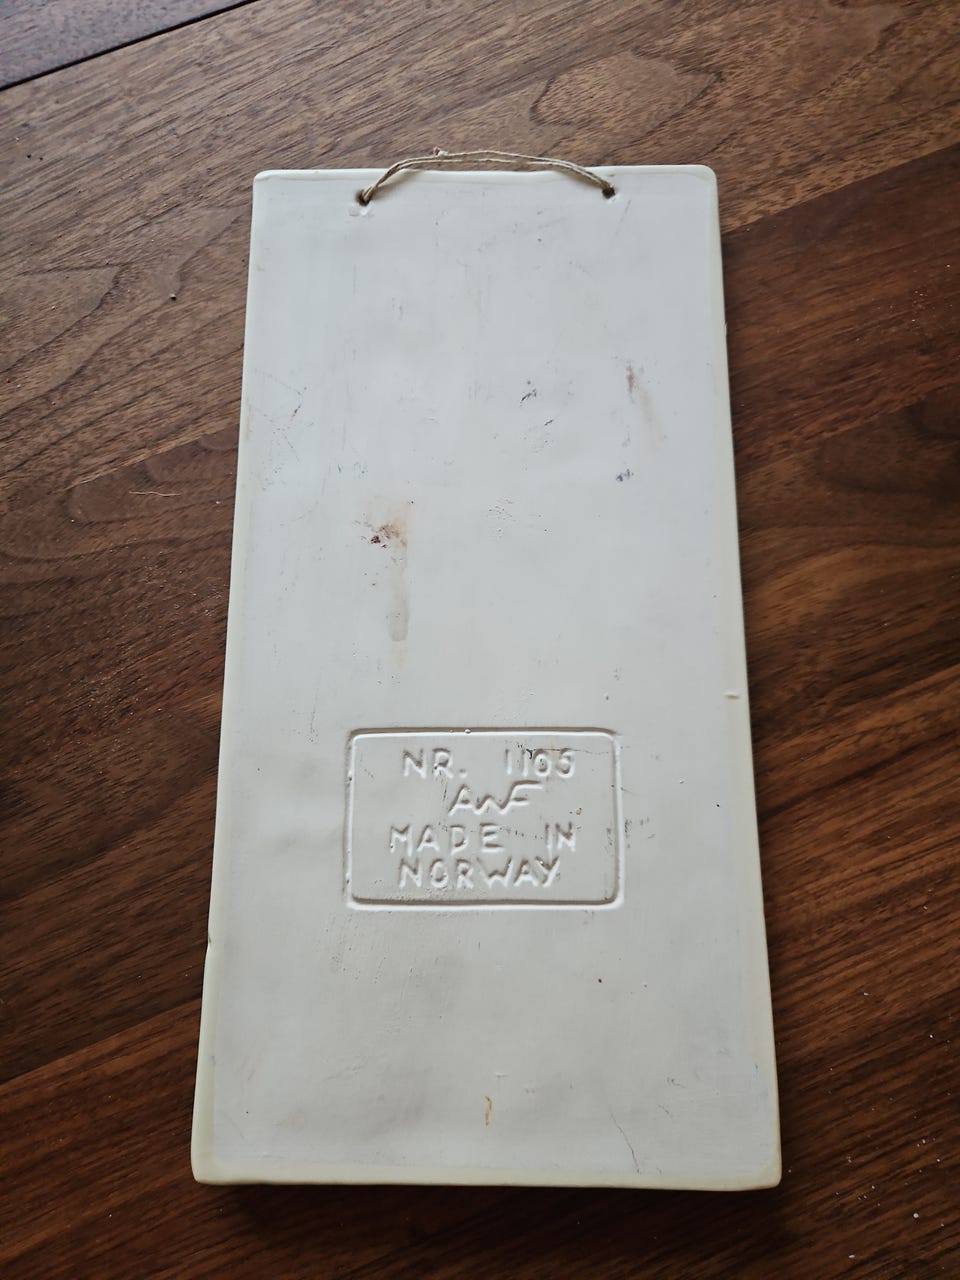 NR. 1105
AWF
MADE IN
NORWAY